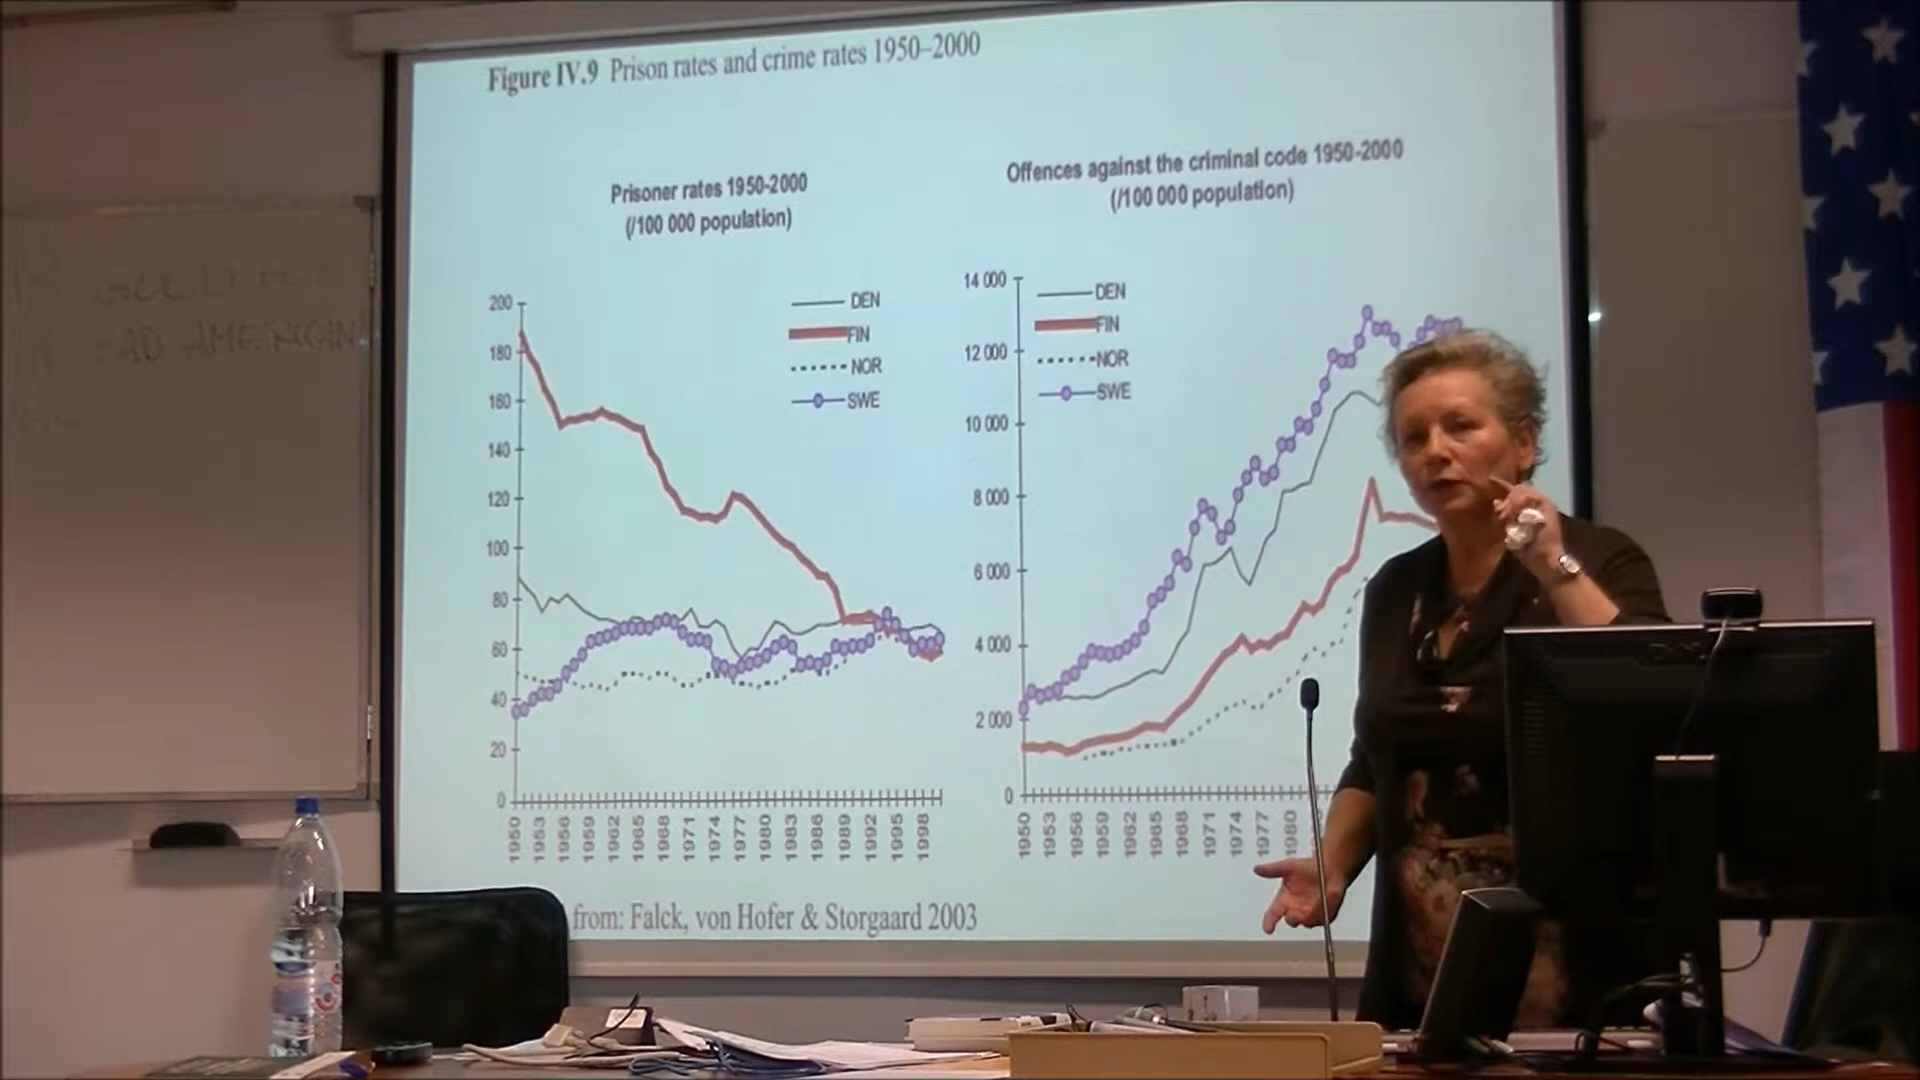 Figure IV.9 Prison rates and crime rates 1950–2000
Prisoner rates 1950-2000
(/100 000 population)
200
180
160
140
120
100
80
60
40
20
0
DEN
FIN
NOR
SWE
1950 1953 1956 1959 1962 1965 1968 1971 1974 1977 1980 1983 1986 1989 1992 1995 1998
Offences against the criminal code 1950-2000
(/100 000 population)
14 000
12 000
10 000
8 000
6 000
4 000
2 000
0
DEN
FIN
NOR
SWE
1950 1953 1956 1959 1962 1965 1968 1971 1974 1977 1980
from: Falck, von Hofer & Storgaard 2003
GOOD FOR
BAD AMERICAN